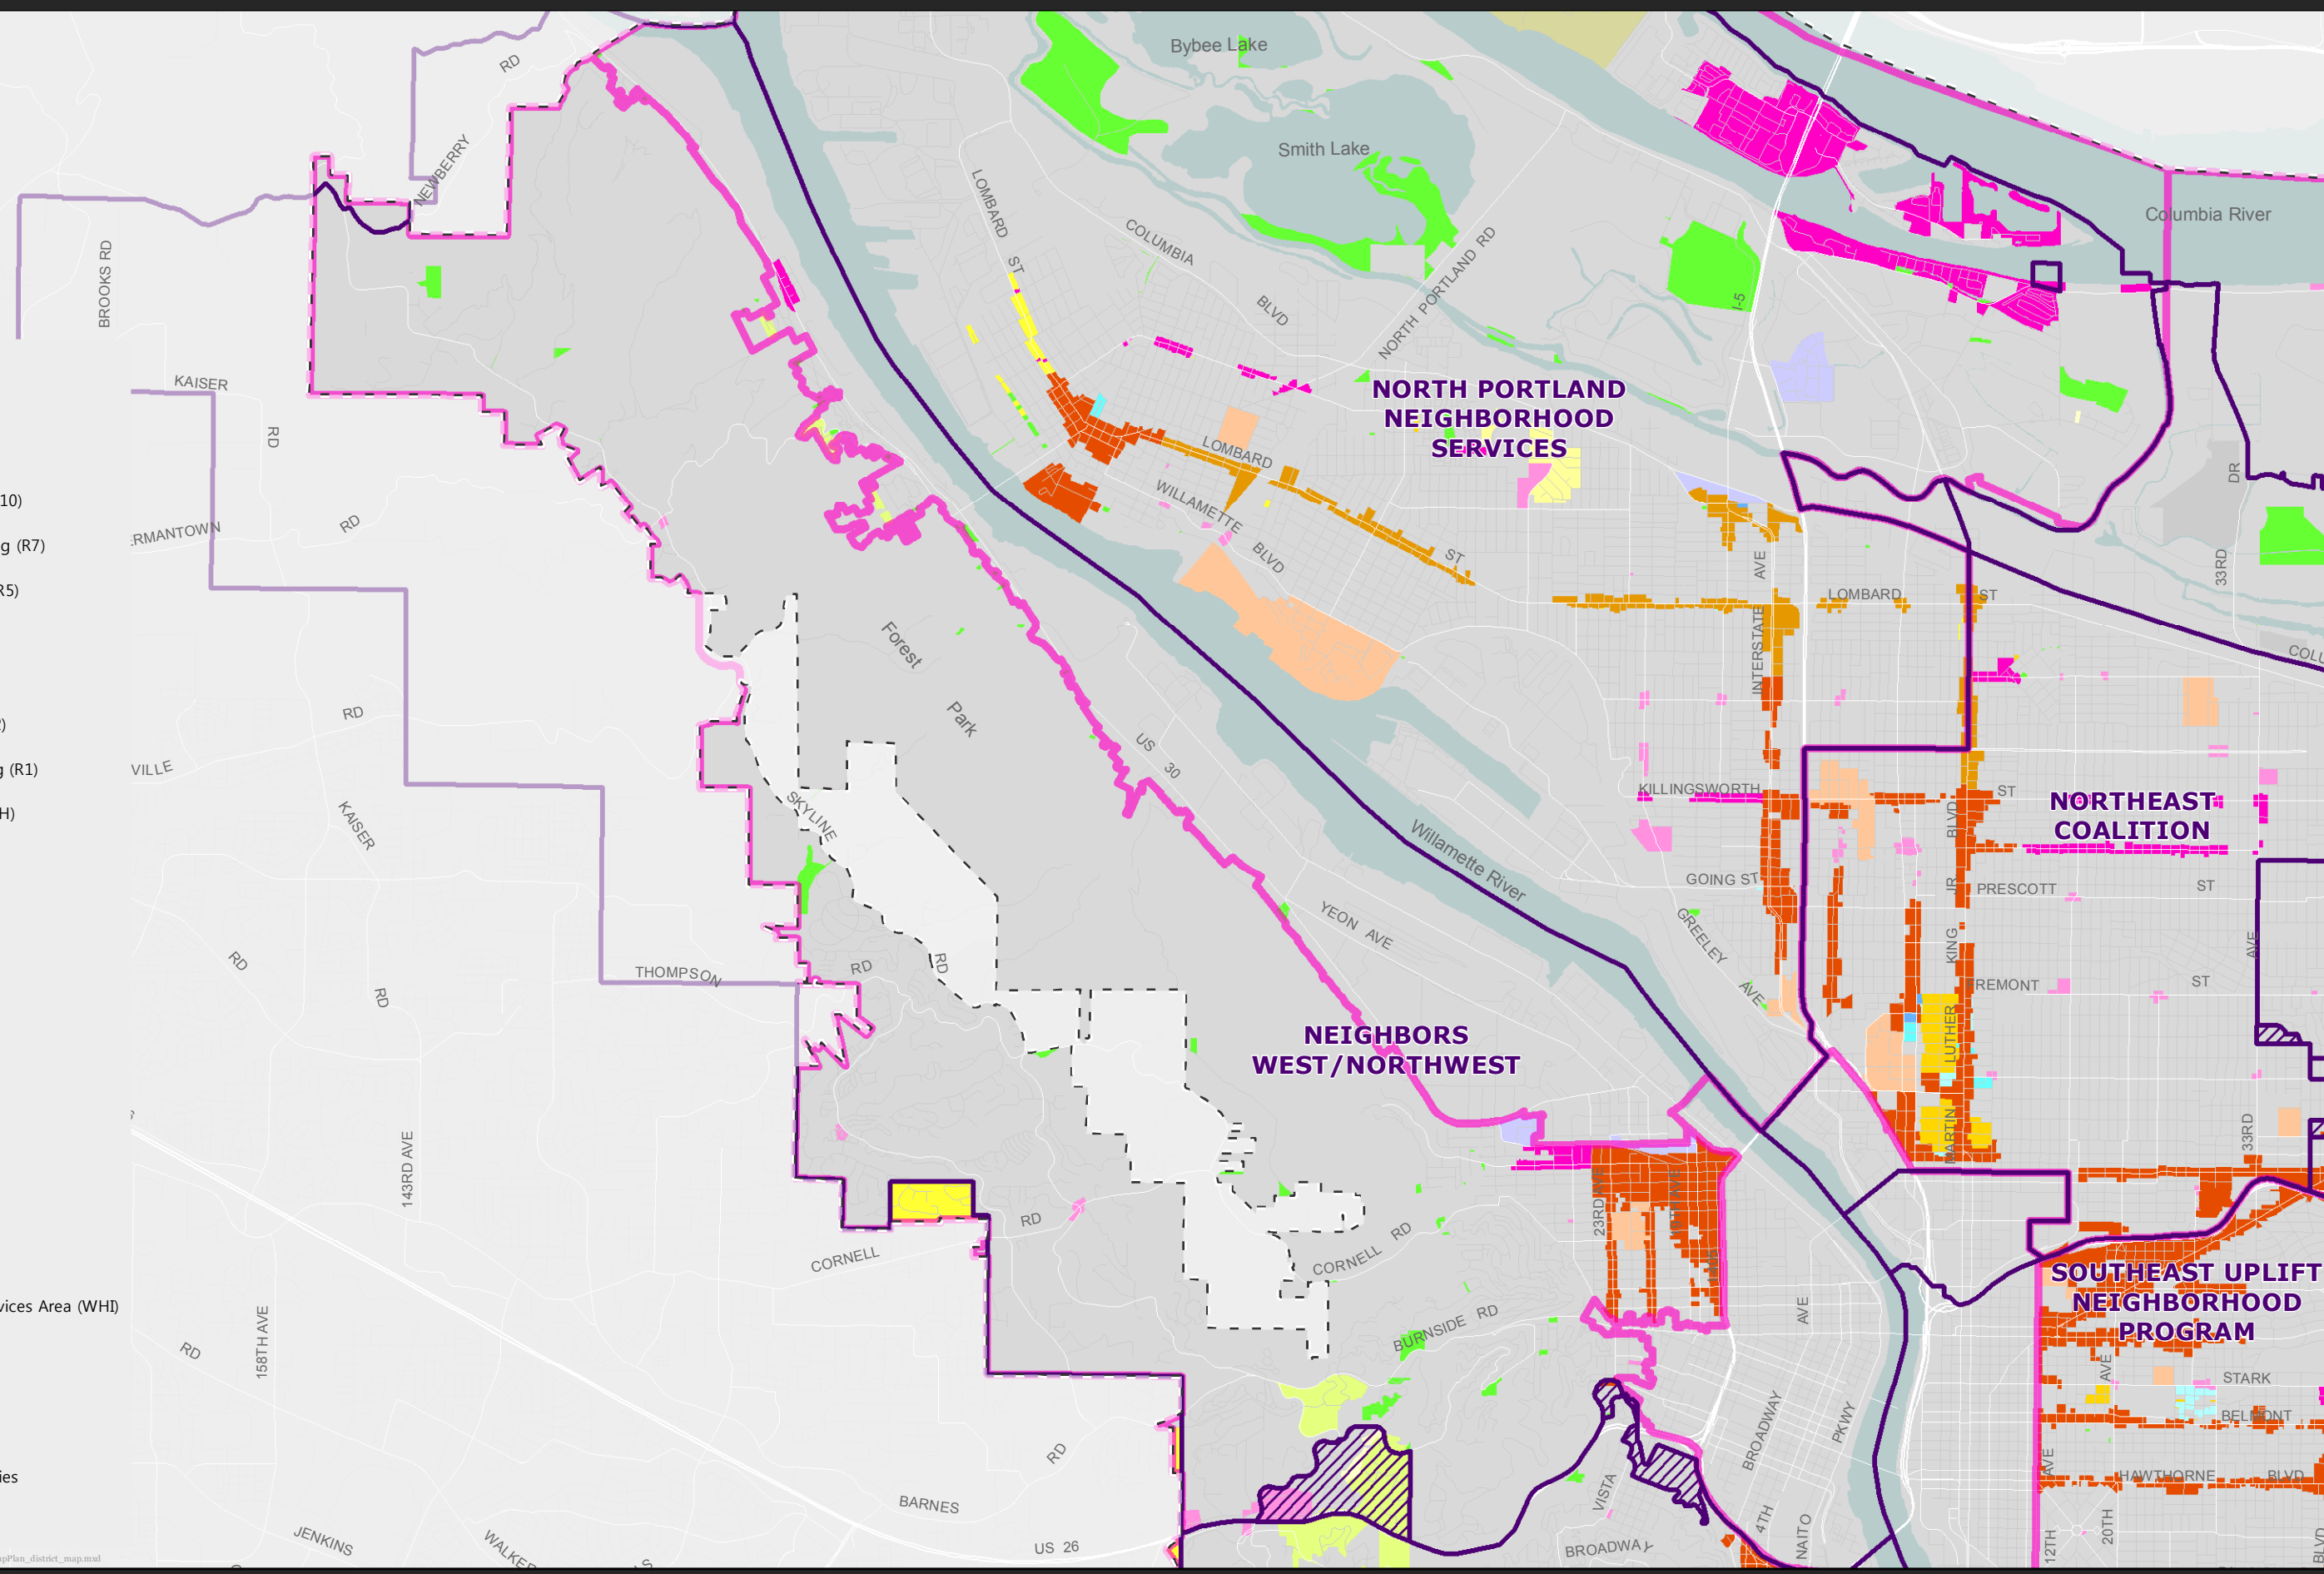 Bybee Lake
Smith Lake
Columbia River
RD
NEWBERRY
BROOKS RD
LOMBARD
ST
COLUMBIA
BLVD
NORTH PORTLAND RD
I-5
KAISER
RD
NORTH PORTLAND
NEIGHBORHOOD
SERVICES
LOMBARD
ST
WILLAMETTE
BLVD
DR
33RD
10)
RMANTOWN
RD
g (R7)
R5)
AVE
INTERSTATE
LOMBARD
ST
Forest
Park
RD
US 30
VILLE
g (R1)
H)
KAISER
RD
SKYLINE
RD
KILLINGSWORTH
ST
BLVD
NORTHEAST
COALITION
Willamette River
GOING ST
JR
PRESCOTT
ST
YEON AVE
GREELEY
AVE
KING
AVE
RD
THOMPSON
RD
FREMONT
ST
NEIGHBORS
WEST/NORTHWEST
LUTHER
MARTIN
33RD
143RD AVE
23RD AVE
RD
CORNELL
CORNELL RD
SOUTHEAST UPLIFT
NEIGHBORHOOD
PROGRAM
vices Area (WHI)
158TH AVE
RD
BURNSIDE RD
AVE
AVE
STARK
BROADWAY
PKWY
BELMONT
RD
AVE
HAWTHORNE BLVD
ies
BARNES
VISTA
4TH
NAITO
12TH
20TH
BLVD
JENKINS
WALKER
US 26
BROADWAY
apPlan_district_map.mxd